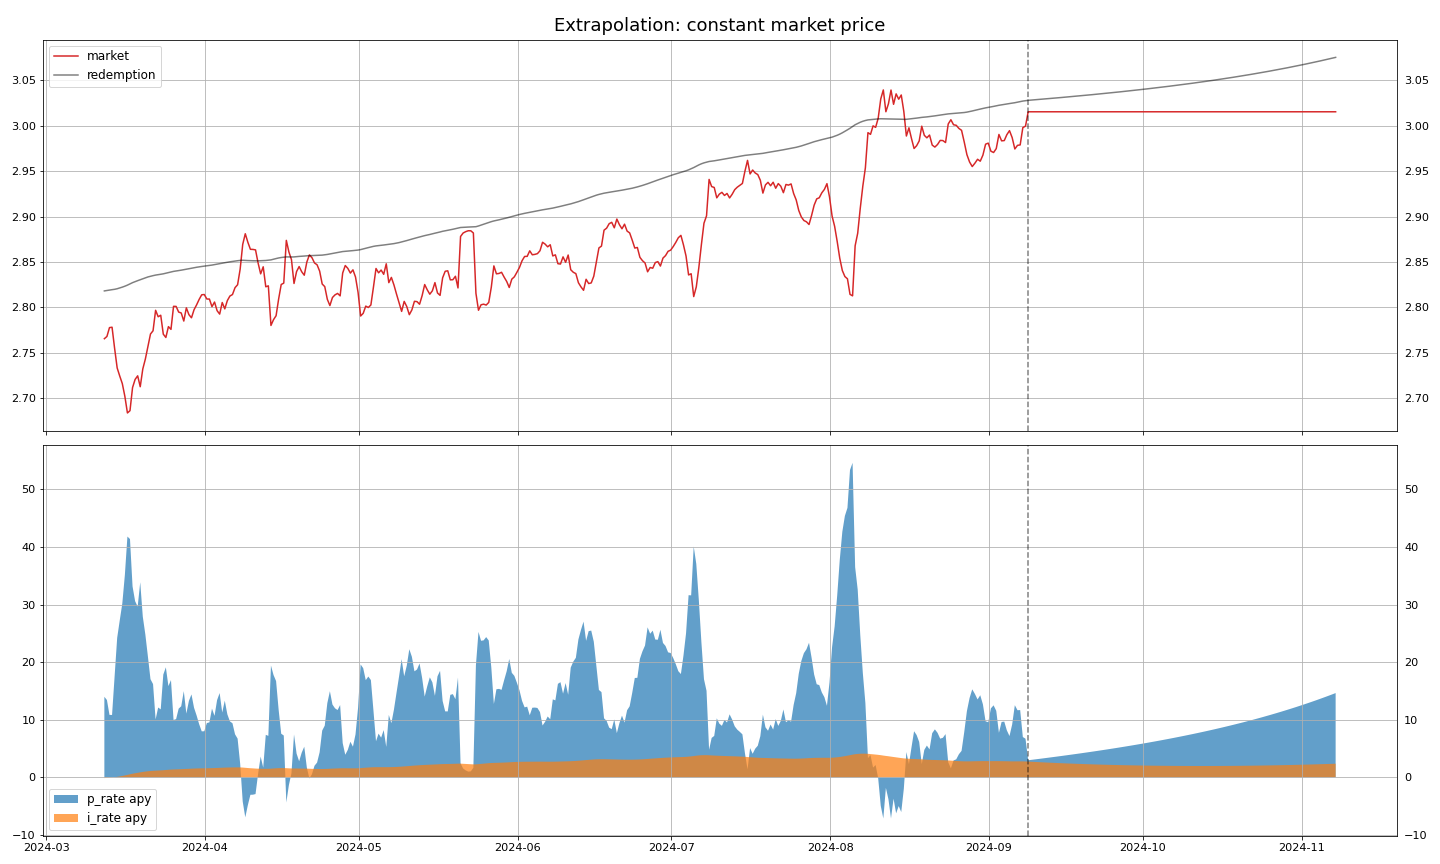 Extrapolation: constant market price
market
redemption
3.05 3.05
3.00 3.00
2.95 2.95
2.90 2.90
2.85 2.85
2.80 2.80
2.75 2.75
2.70 2.70
50 50
40 40
30 30
20 20
10 10
0 0
p_rate apy
i_rate apy
−10 −10
2024-03 2024-04 2024-05 2024-06 2024-07 2024-08 2024-09 2024-10 2024-11